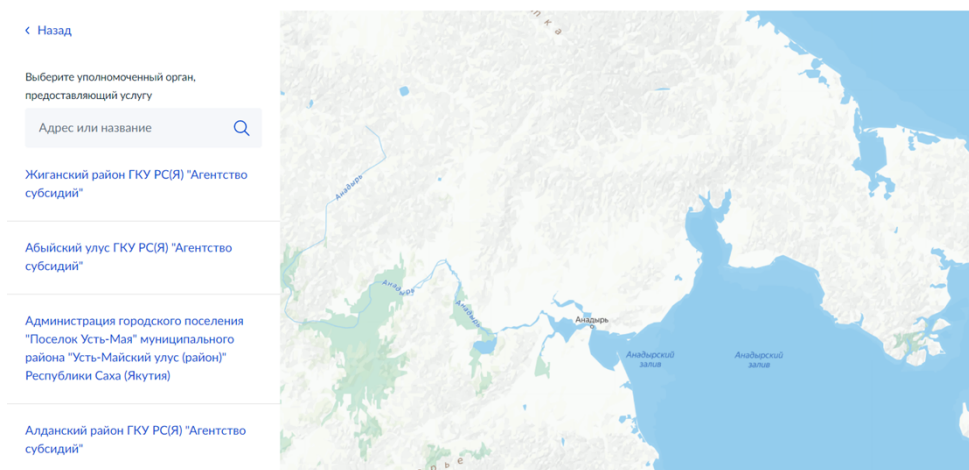 Назад
Выберите уполномоченный орган,
предоставляющий услугу
Адрес или название
Жиганский район ГКУ РС(Я) "Агентство
субсидий"
Абыйский улус ГКУ РС(Я) "Агентство
субсидий"
Администрация городского поселения
"Поселок Усть-Мая" муниципального
района "Усть-Майский улус (район)"
Республики Саха (Якутия)
Алданский район ГКУ РС(Я) "Агентство
субсидий"
Анадырь
Анадырь
Анадырь
Анадырь
Анадырский
залив
Анадырский
залив